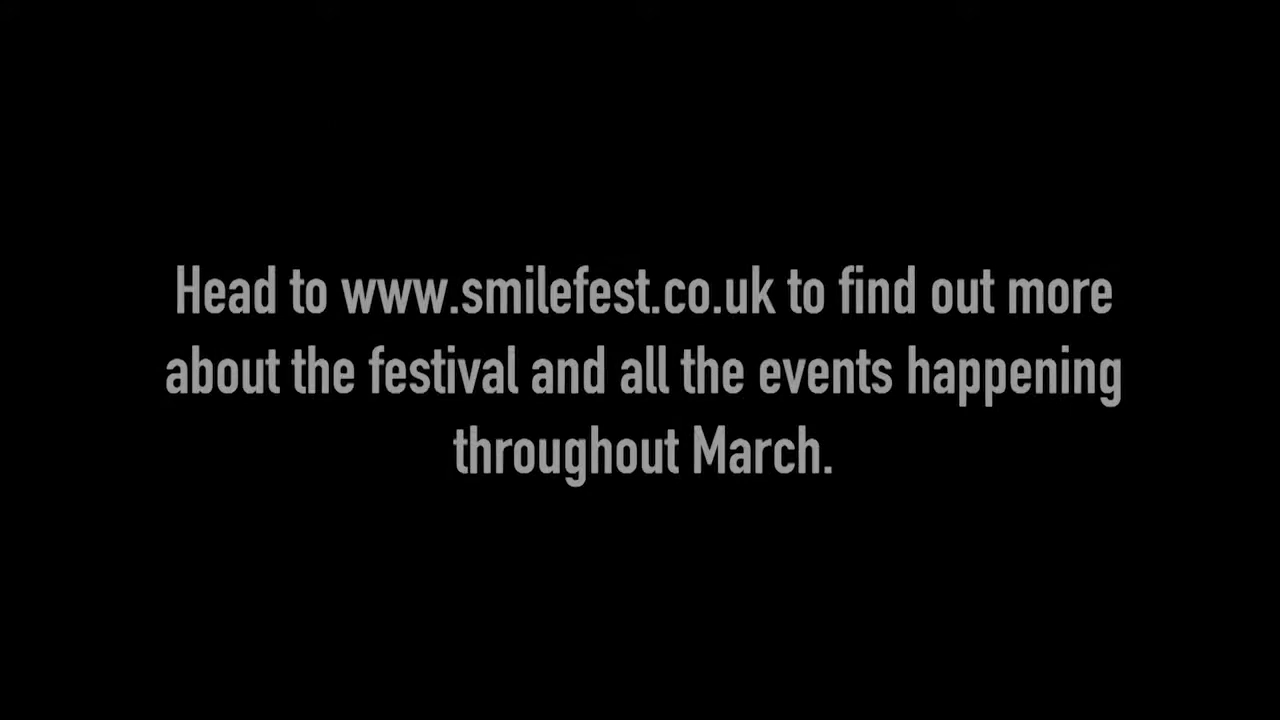 Head to www.smilefest.co.uk to find out more
about the festival and all the events happening
throughout March.